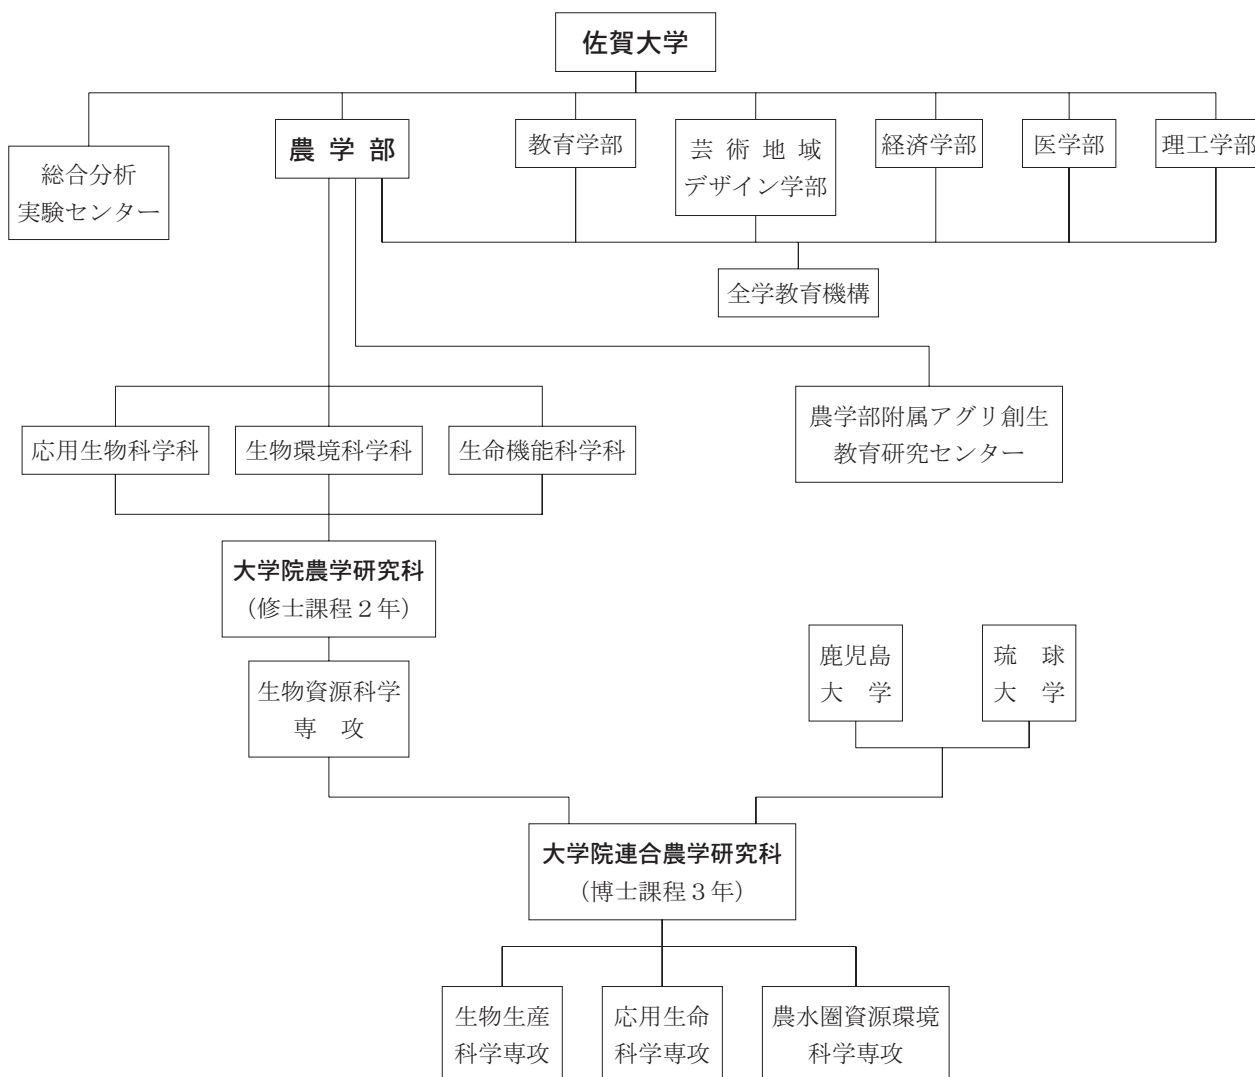 佐賀大学
総合分析
実験センター
農学部
教育学部
芸術地域
デザイン学部
経済学部
医学部
理工学部
全学教育機構
農学部附属アグリ創生
教育研究センター
応用生物科学科
生物環境科学科
生命機能科学科
大学院農学研究科
（修士課程２年）
生物資源科学
専攻
鹿児島
大学
琉球
大学
大学院連合農学研究科
（博士課程３年）
生物生産
科学専攻
応用生命
科学専攻
農水圏資源環境
科学専攻